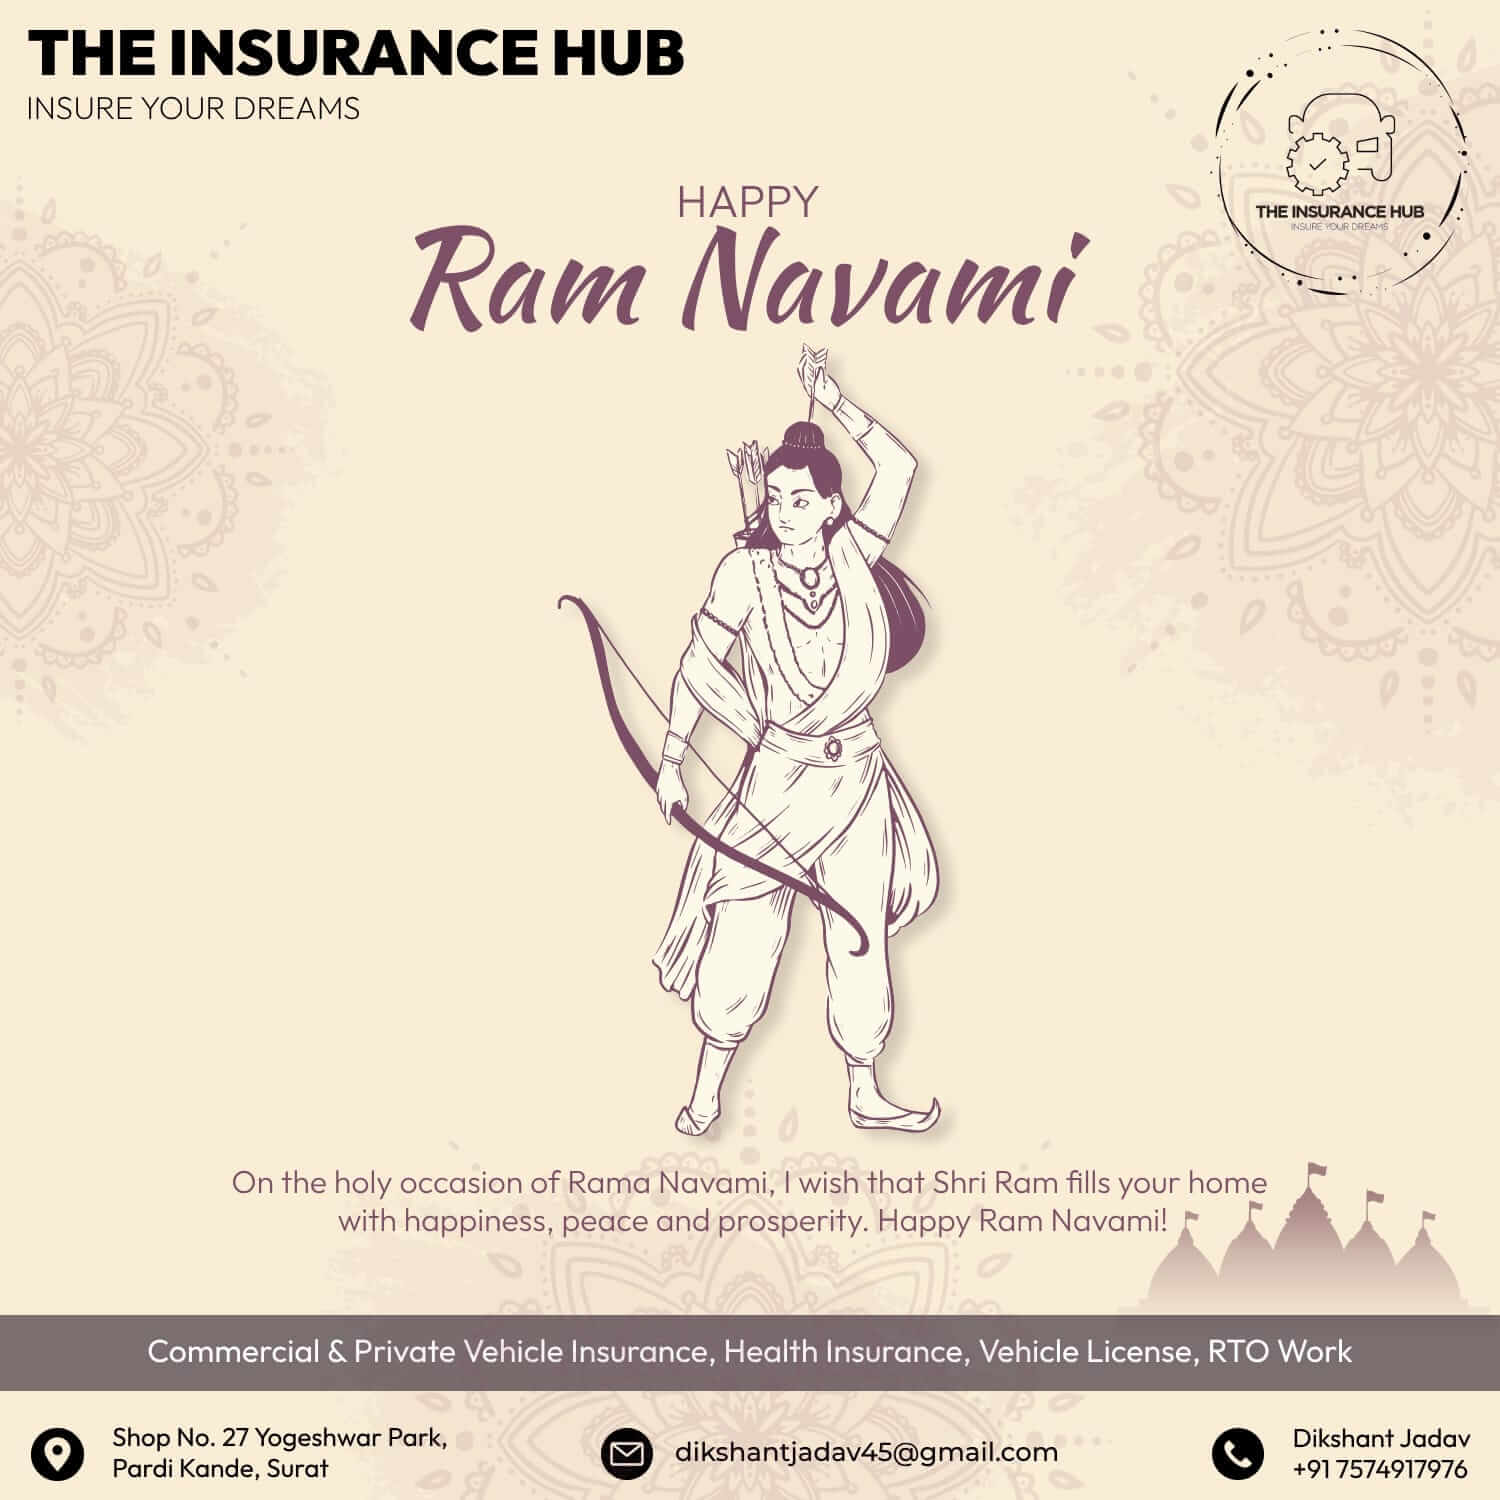 THE INSURANCE HUB
INSURE YOUR DREAMS
THE INSURANCE HUB
INSURE YOUR DREAMS
HAPPY
Ram Navami
On the holy occasion of Rama Navami, I wish that Shri Ram fills your home
with happiness, peace and prosperity. Happy Ram Navami!
Commercial & Private Vehicle Insurance, Health Insurance, Vehicle License, RTO Work
Shop No. 27 Yogeshwar Park,
Pardi Kande, Surat
dikshantjadav45@gmail.com
Dikshant Jadav
+91 7574917976